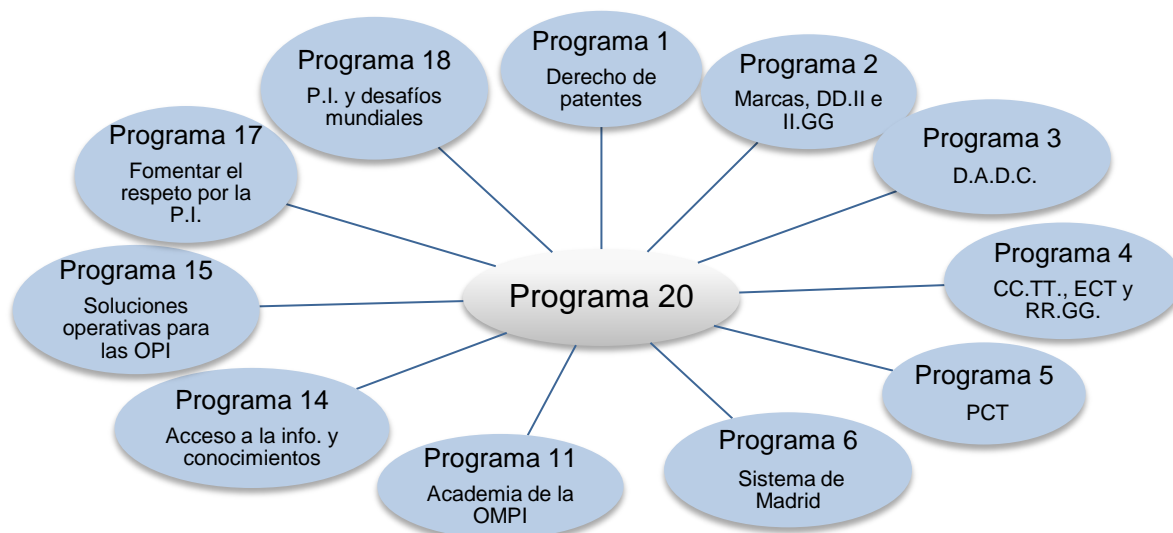 Programa 1
Derecho de
patentes
Programa 2
Marcas, DD.II e
II.GG
Programa 3
D.A.D.C.
Programa 4
CC.TT., ECT y
RR.GG.
Programa 5
PCT
Programa 6
Sistema de
Madrid
Programa 11
Academia de la
OMPI
Programa 14
Acceso a la info. y
conocimientos
Programa 15
Soluciones
operativas para
las OPI
Programa 17
Fomentar el
respeto por la
P.I.
Programa 18
P.I. y desafíos
mundiales
Programa 20